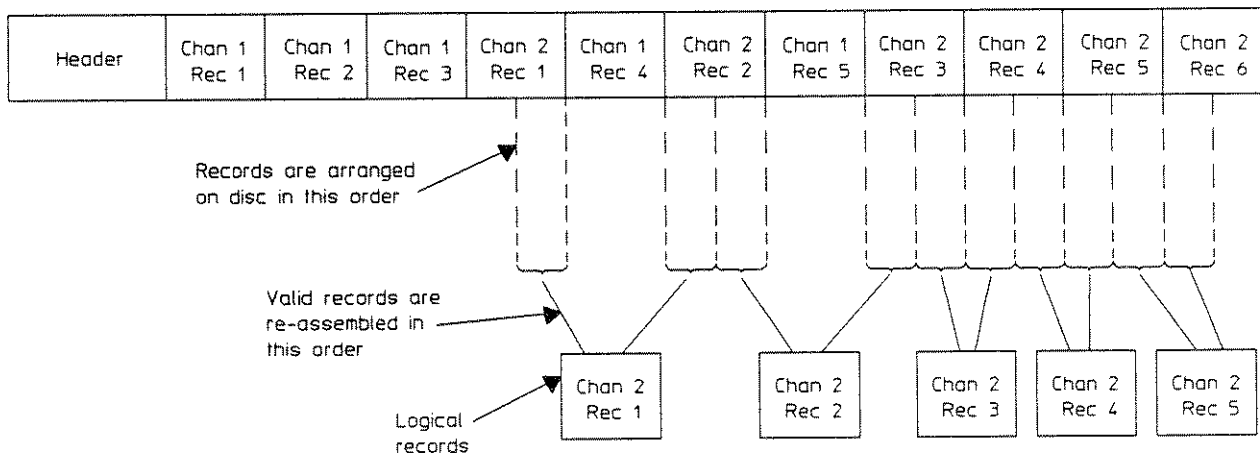 Header
Chan 1
Rec 1
Chan 1
Rec 2
Chan 1
Rec 3
Chan 2
Rec 1
Chan 1
Rec 4
Chan 2
Rec 2
Chan 1
Rec 5
Chan 2
Rec 3
Chan 2
Rec 4
Chan 2
Rec 5
Chan 2
Rec 6
Records are arranged
on disc in this order
Valid records are
re-assembled in
this order
Logical
records
Chan 2
Rec 1
Chan 2
Rec 2
Chan 2
Rec 3
Chan 2
Rec 4
Chan 2
Rec 5